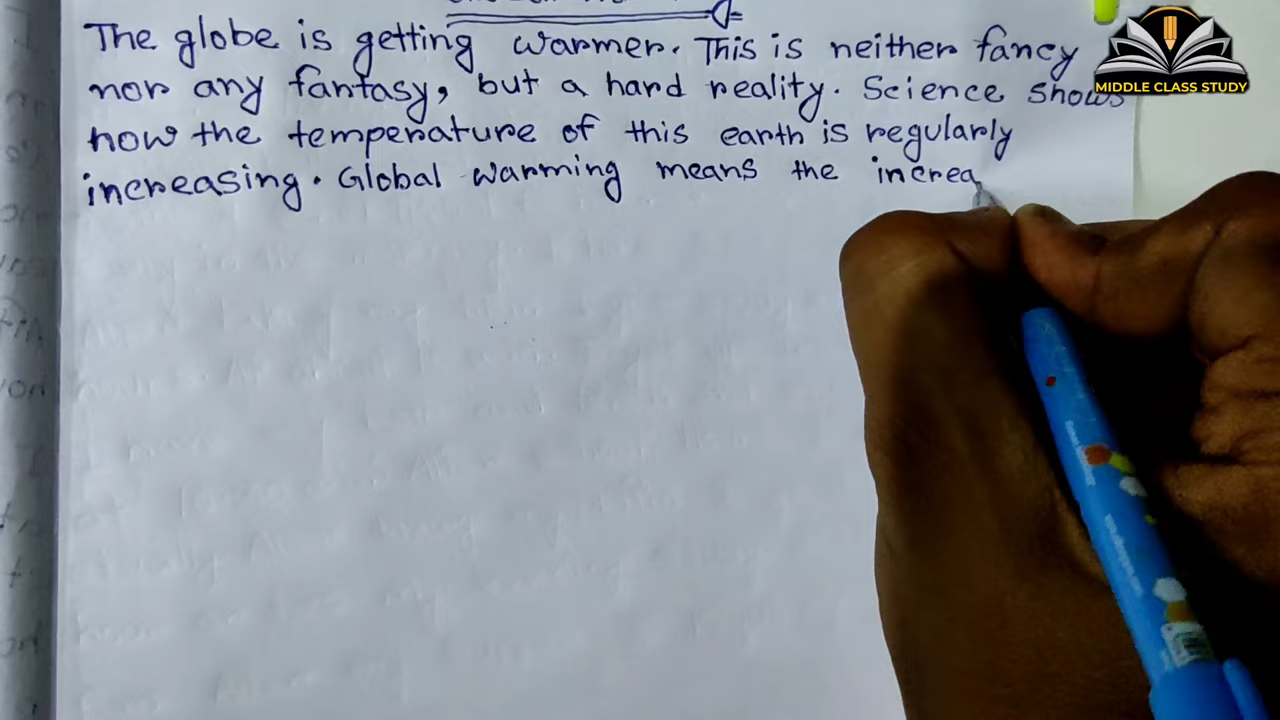 The globe is getting warmer. This is neither fancy
nor any fantasy, but a hard reality. Science shows
how the temperature of this earth is regularly
increasing. Global warming means the increa
MIDDLE CLASS STUDY